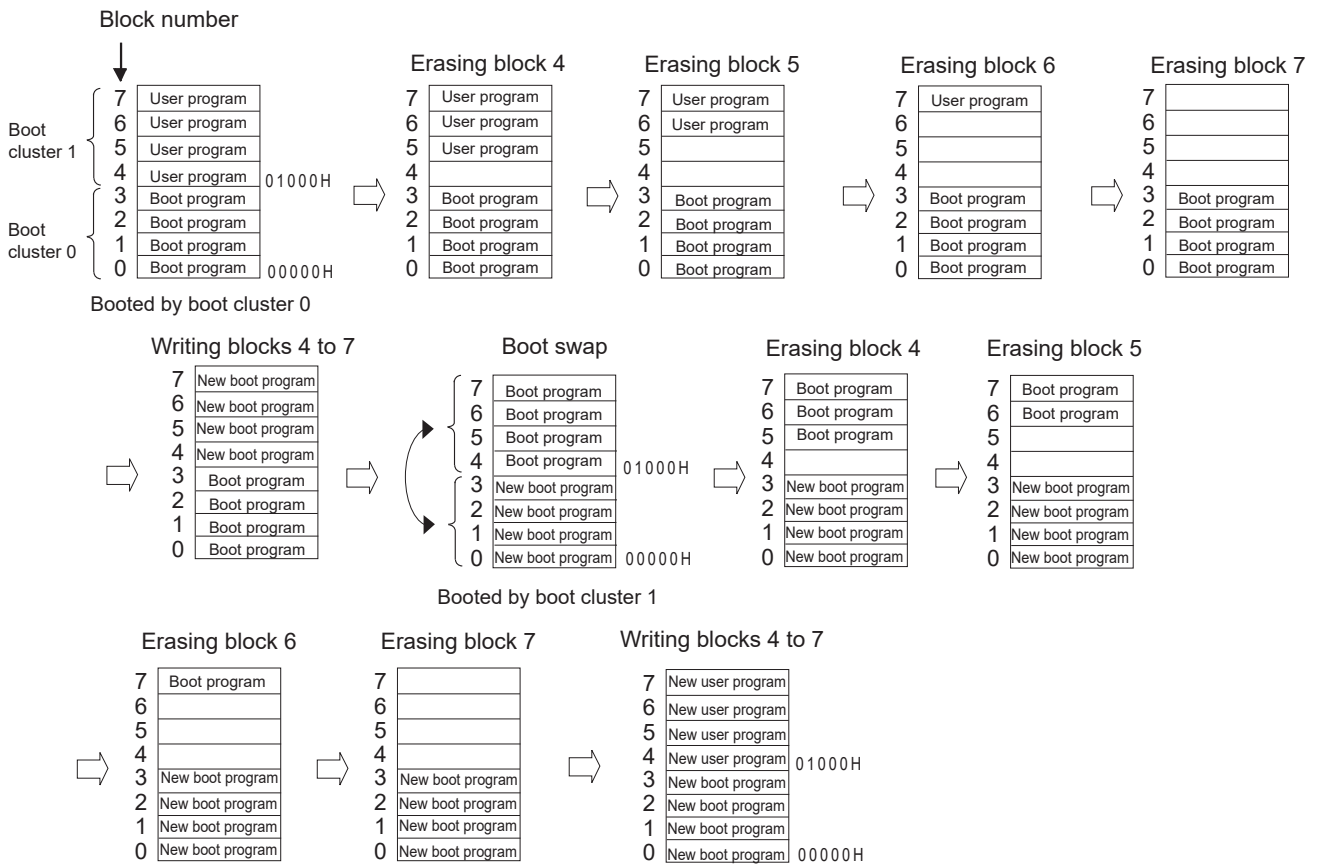 Block number
Erasing block 4
Erasing block 5
Erasing block 6
Erasing block 7
Boot
cluster 1
Boot
cluster 0
7 User program
6 User program
5 User program
4 User program
01000H
3 Boot program
2 Boot program
1 Boot program
0 Boot program
00000H
Booted by boot cluster 0
7 User program
6 User program
5 User program
4
3 Boot program
2 Boot program
1 Boot program
0 Boot program
7 User program
6 User program
5
4
3 Boot program
2 Boot program
1 Boot program
0 Boot program
7 User program
6
5
4
3 Boot program
2 Boot program
1 Boot program
0 Boot program
7
6
5
4
3 Boot program
2 Boot program
1 Boot program
0 Boot program
Writing blocks 4 to 7
7 New boot program
6 New boot program
5 New boot program
4 New boot program
3 Boot program
2 Boot program
1 Boot program
0 Boot program
Boot swap
7 Boot program
6 Boot program
5 Boot program
4 Boot program
01000H
3 New boot program
2 New boot program
1 New boot program
0 New boot program
00000H
Booted by boot cluster 1
Erasing block 4
7 Boot program
6 Boot program
5 Boot program
4
3 New boot program
2 New boot program
1 New boot program
0 New boot program
Erasing block 5
7 Boot program
6 Boot program
5
4
3 New boot program
2 New boot program
1 New boot program
0 New boot program
Erasing block 6
7 Boot program
6
5
4
3 New boot program
2 New boot program
1 New boot program
0 New boot program
Erasing block 7
7
6
5
4
3 New boot program
2 New boot program
1 New boot program
0 New boot program
Writing blocks 4 to 7
7 New user program
6 New user program
5 New user program
4 New user program
01000H
3 New boot program
2 New boot program
1 New boot program
0 New boot program
00000H